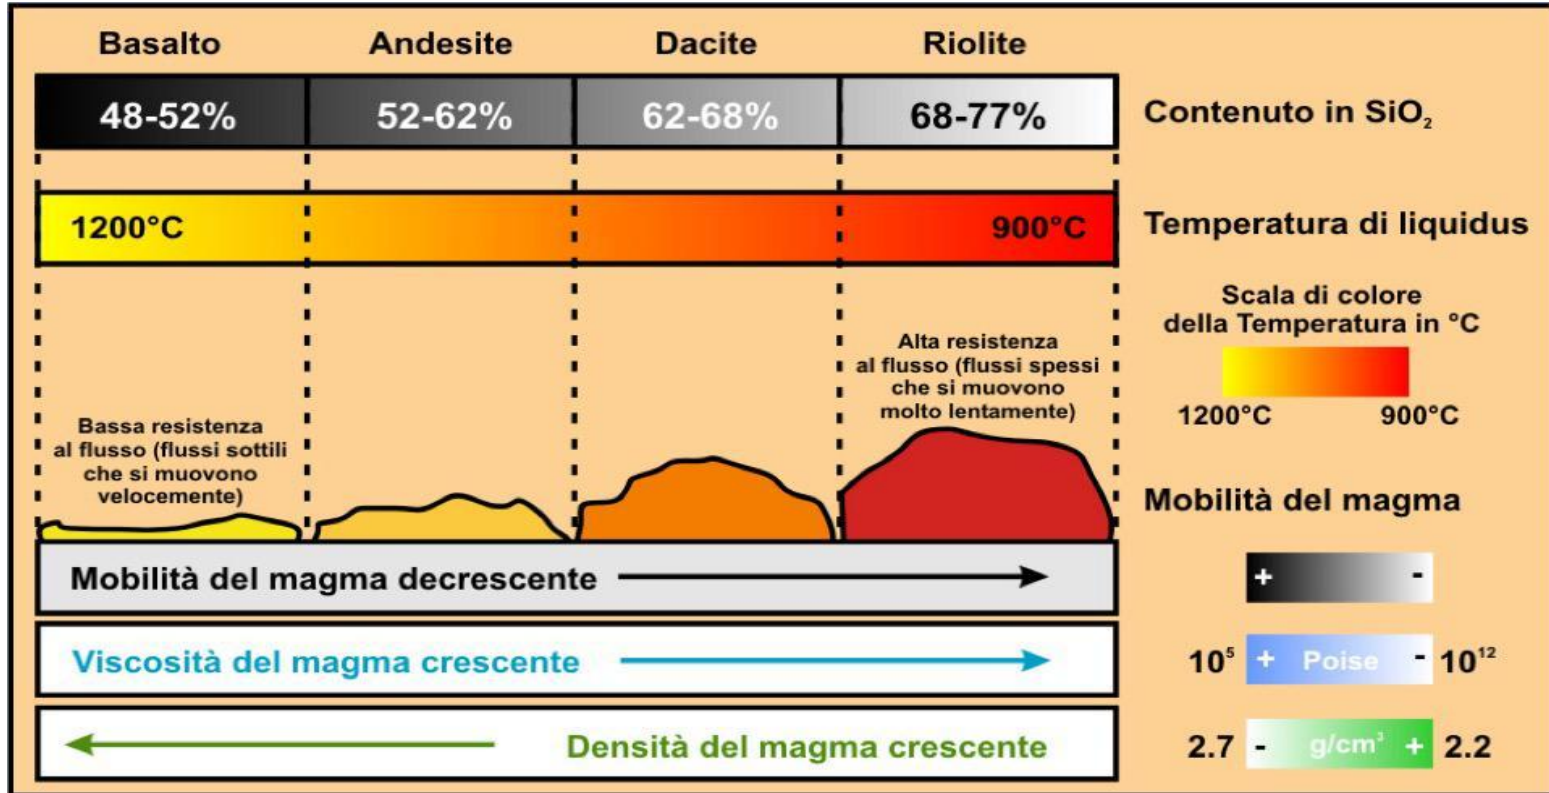 Basalto Andesite Dacite Riolite
48-52% 52-62% 62-68% 68-77% Contenuto in SiO₂
1200°C 900°C Temperatura di liquidus
Scala di colore
della Temperatura in °C
1200°C 900°C
Alta resistenza
al flusso (flussi spessi
che si muovono
molto lentamente)
Bassa resistenza
al flusso (flussi sottili
che si muovono
velocemente)
Mobilità del magma
Mobilità del magma decrescente + -
Viscosità del magma crescente 10⁵ + Poise - 10¹²
Densità del magma crescente 2.7 - g/cm³ + 2.2